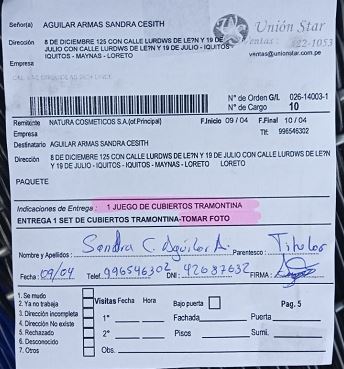 Señor(a) AGUILAR ARMAS SANDRA CESITH
Unión Star
Dirección 8 DE DICIEMBRE 125 CON CALLE LURDWS DE LE?N Y 19 DE
JULIO CON CALLE LURDWS DE LE?N Y 19 DE JULIO - IQUITOS
- IQUITOS - MAYNAS - LORETO
Ventas: 522-1053
ventas@unionstar.com.pe
Empresa
N° de Orden G/L 026-14003-1
N° de Cargo 10
Remitente NATURA COSMETICOS S.A.(of.Principal) F.Inicio 09 / 04 F.Final 10 / 04
Empresa Tlf: 996546302
Destinatario AGUILAR ARMAS SANDRA CESITH
Dirección 8 DE DICIEMBRE 125 CON CALLE LURDWS DE LE?N Y 19 DE JULIO CON CALLE LURDWS DE LE?N
Y 19 DE JULIO - IQUITOS - IQUITOS - MAYNAS - LORETO LORETO
PAQUETE
Indicaciones de Entrega : 1 JUEGO DE CUBIERTOS TRAMONTINA
ENTREGA 1 SET DE CUBIERTOS TRAMONTINA-TOMAR FOTO
Nombre y Apellidos : Sandra C. Aguilar A. Parentesco : Titular
Fecha : 09/04 Telef. 996546302 DNI : 42687632 FIRMA :
1. Se mudo
2. Ya no trabaja
3. Dirección incompleta
4. Dirección No existe
5. Rechazado
6. Desconocido
7. Otros
Visitas Fecha Hora Bajo puerta Pag. 5
1° Fachada Puerta
2° Pisos Sumi.
Obs.